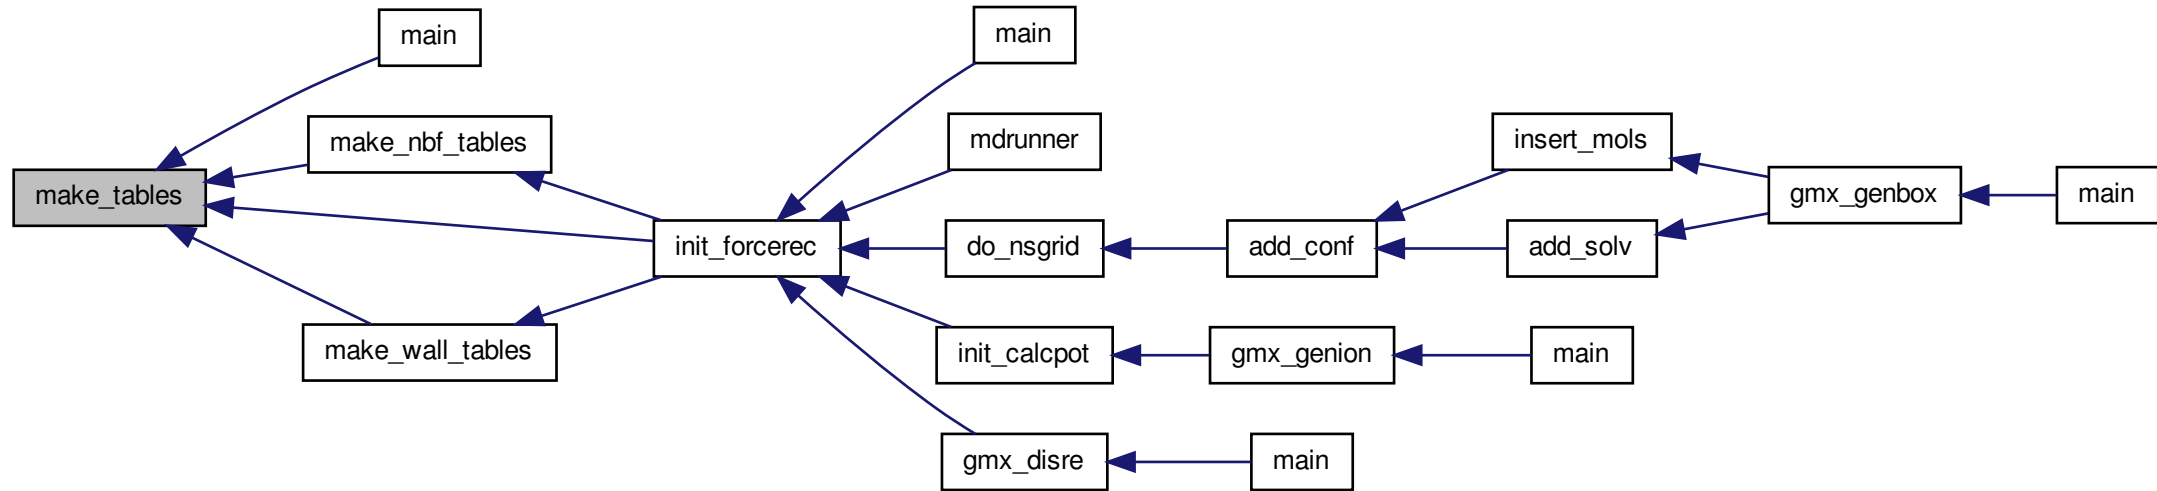 make_tables
main
make_nbf_tables
make_wall_tables
init_forcerec
main
mdrunner
do_nsgrid
init_calcpot
gmx_disre
add_conf
gmx_genion
main
insert_mols
add_solv
main
gmx_genbox
main